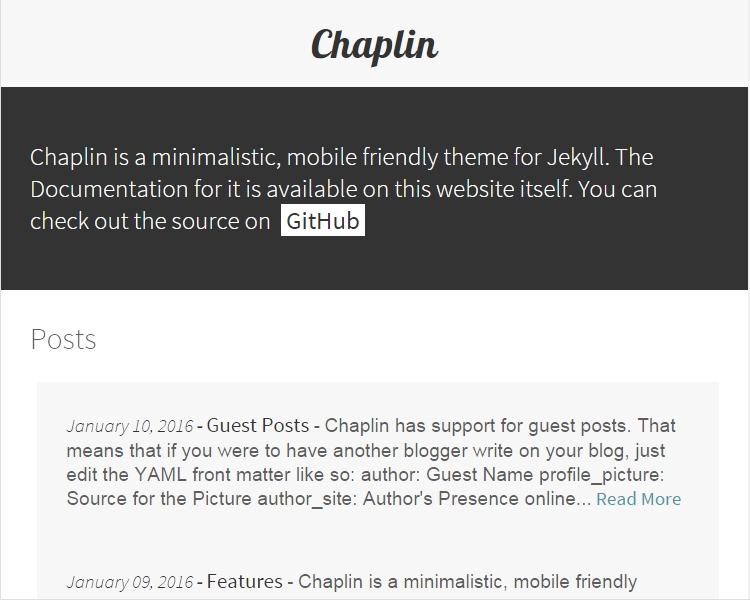 Chaplin
Chaplin is a minimalistic, mobile friendly theme for Jekyll. The
Documentation for it is available on this website itself. You can
check out the source on GitHub
Posts
January 10, 2016 - Guest Posts - Chaplin has support for guest posts. That
means that if you were to have another blogger write on your blog, just
edit the YAML front matter like so: author: Guest Name profile_picture:
Source for the Picture author_site: Author's Presence online... Read More
January 09, 2016 - Features - Chaplin is a minimalistic, mobile friendly